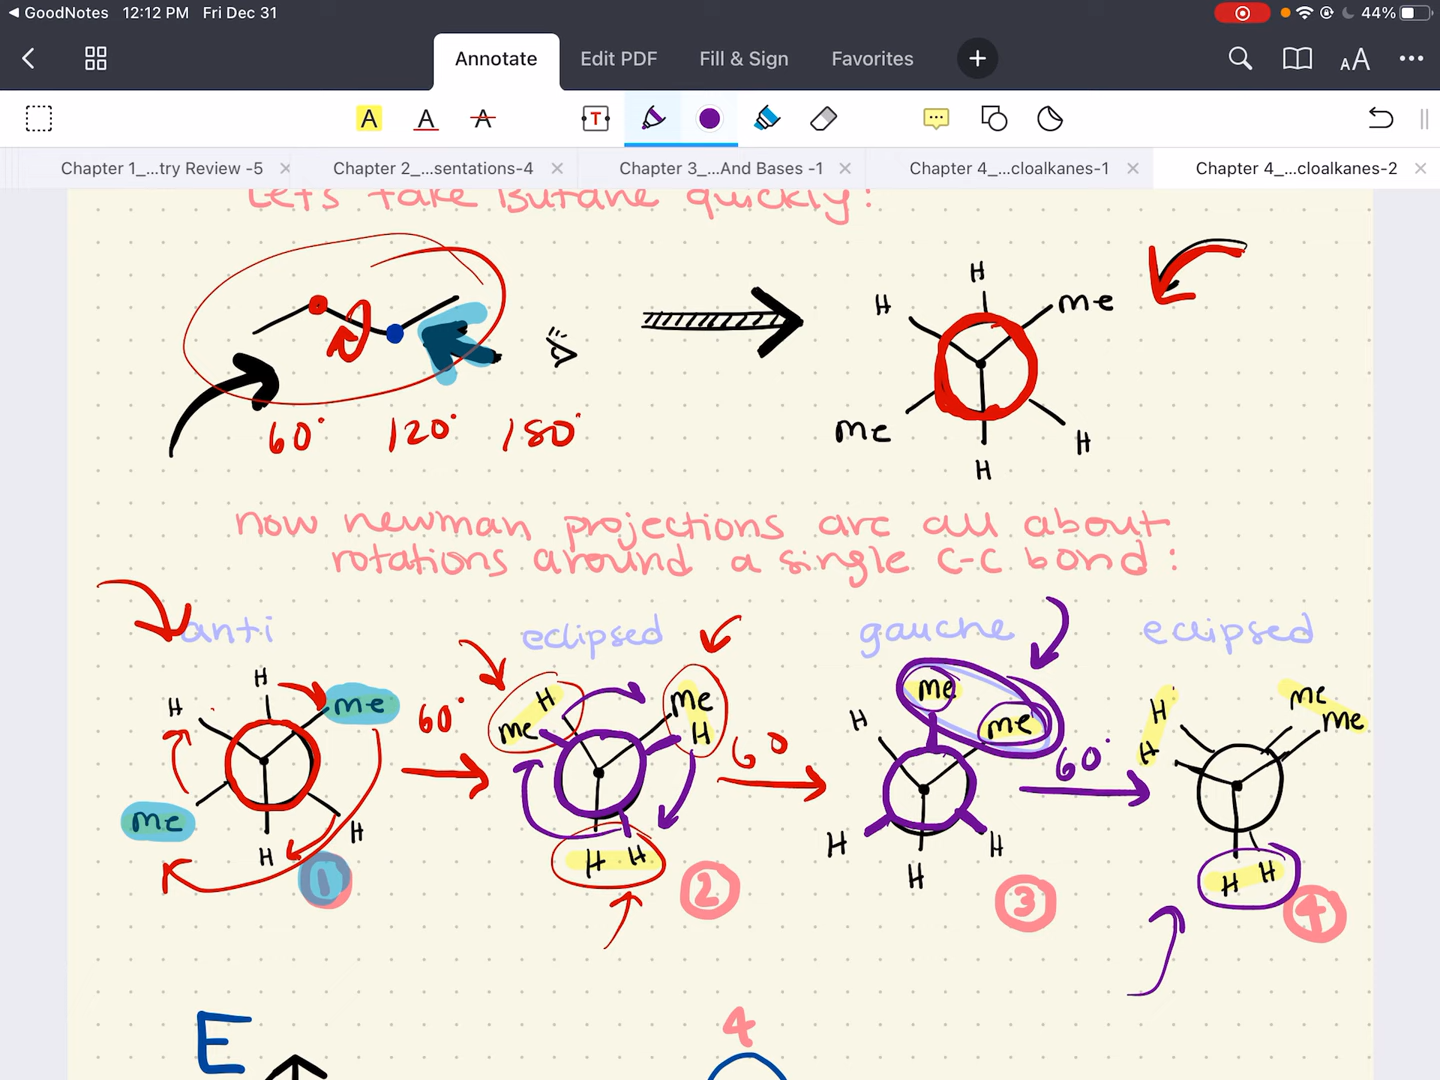 GoodNotes 12:12 PM Fri Dec 31 44%
Annotate Edit PDF Fill & Sign Favorites
A A A T AA
Chapter 1_...try Review -5 Chapter 2_...sentations-4 Chapter 3_...And Bases -1 Chapter 4_...cloalkanes-1 Chapter 4_...cloalkanes-2
Lets take Butane quickly!
H
H me
60° 120° 180°
me H
H
now newman projections are all about
rotations around a single C-C bond:
anti eclipsed gauche eclipsed
H H me
me H me H 60°
me H H 60°
H me me H
H H H 60°
H H me me
H H
1 2 3 4
E 4